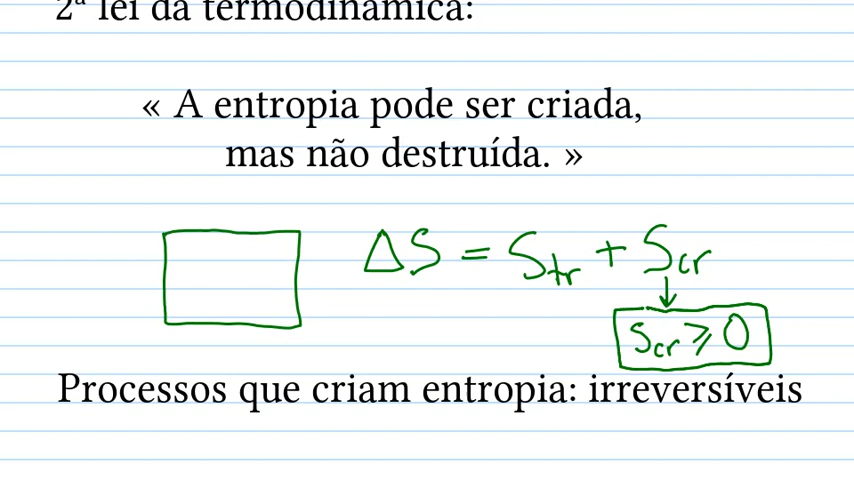 2ª lei da termodinâmica:
« A entropia pode ser criada,
mas não destruída. »
ΔS = Str + Scr
Scr ⩾ 0
Processos que criam entropia: irreversíveis